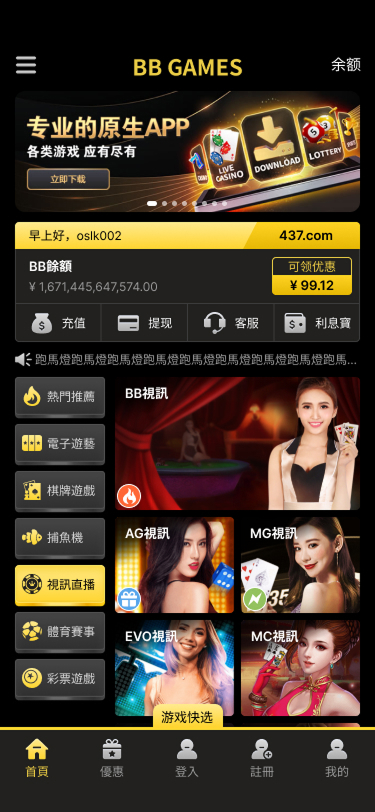 BB GAMES
余额
专业的原生APP
各类游戏 应有尽有
立即下载
LIVE CASINO
DOWNLOAD
LOTTERY
早上好，oslk002
437.com
BB餘額
¥ 1,671,445,647,574.00
可领优惠
¥ 99.12
充值
提现
客服
利息寶
跑馬燈跑馬燈跑馬燈跑馬燈跑馬燈跑馬燈跑馬燈跑馬燈跑馬...
熱門推薦
電子遊藝
棋牌遊戲
捕魚機
視訊直播
體育賽事
彩票遊戲
BB視訊
AG視訊
MG視訊
EVO視訊
MC視訊
游戏快选
首頁
優惠
登入
註冊
我的